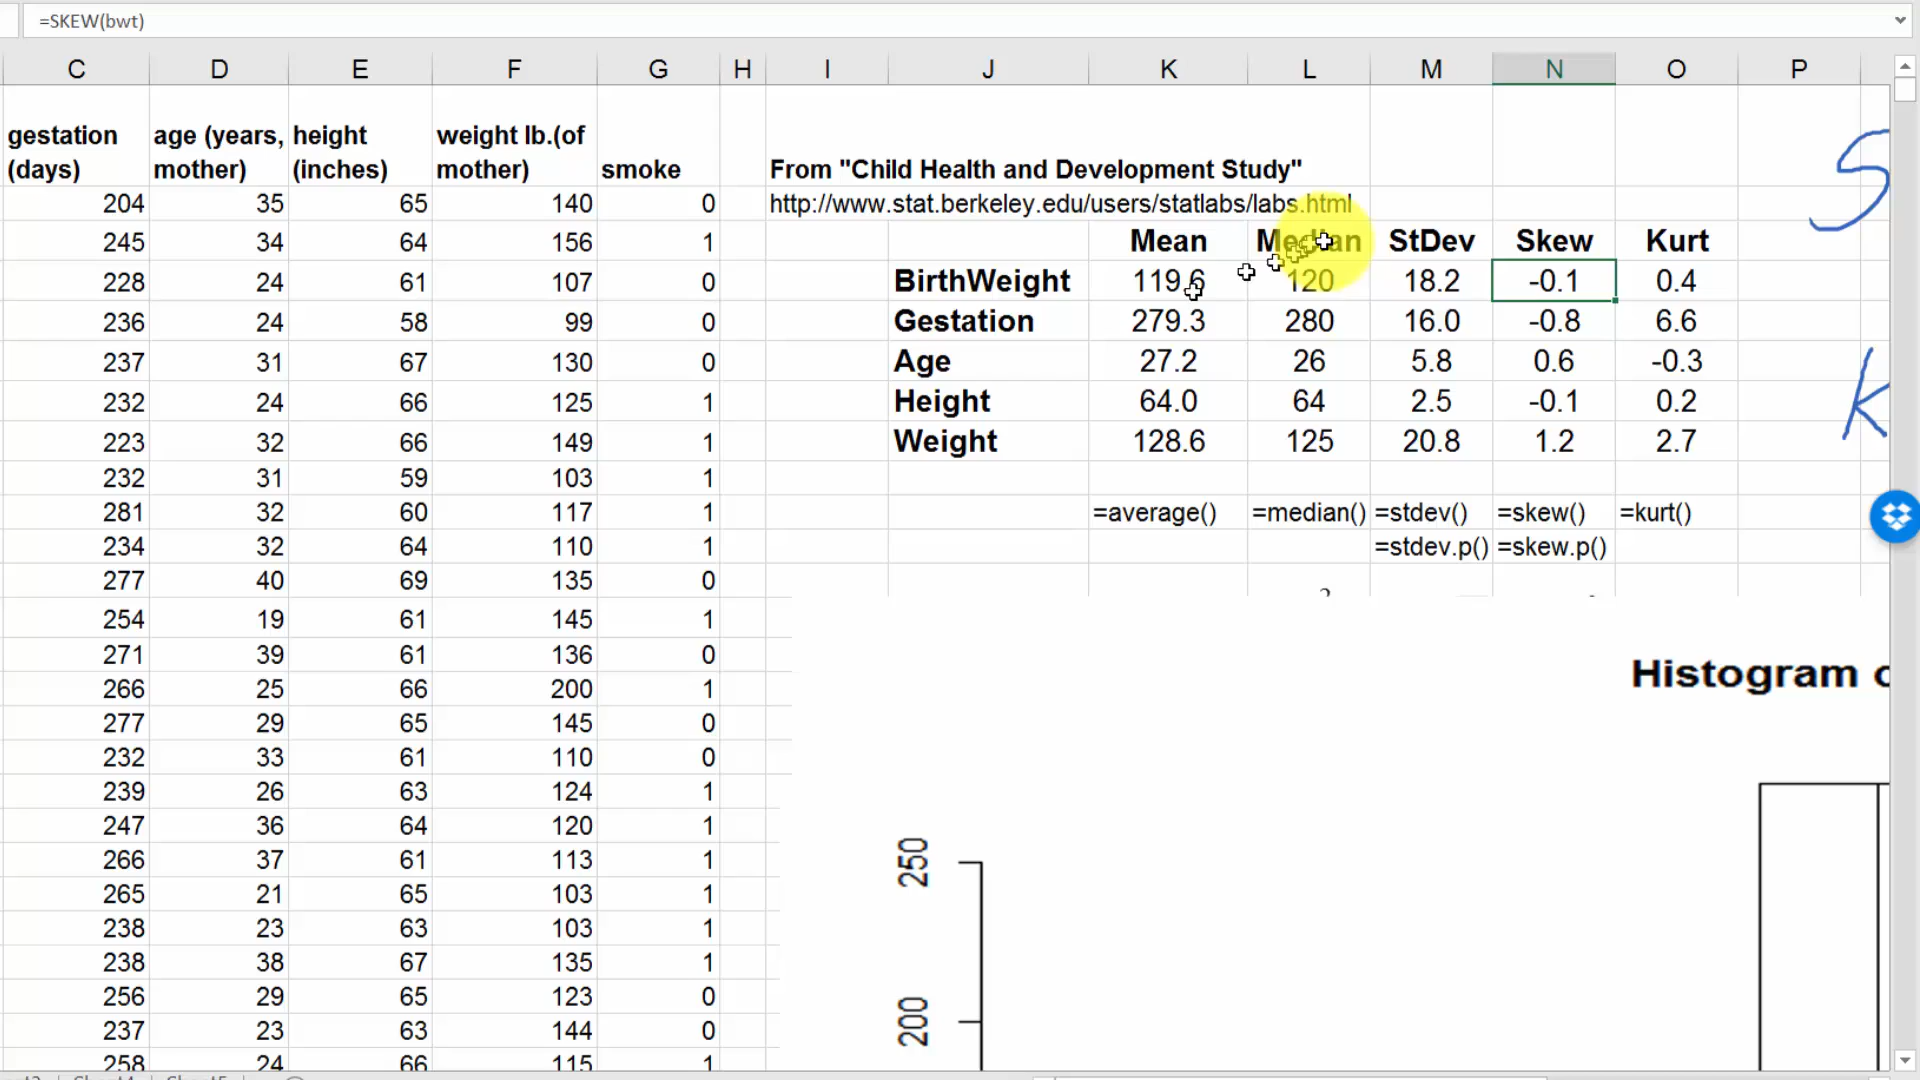 =SKEW(bwt)
C D E F G H I J K L M N O P
gestation age (years, height weight lb.(of
(days) mother) (inches) mother) smoke From "Child Health and Development Study"
204 35 65 140 0 http://www.stat.berkeley.edu/users/statlabs/labs.html
245 34 64 156 1 Mean Median StDev Skew Kurt
228 24 61 107 0 BirthWeight 119.6 120 18.2 -0.1 0.4
236 24 58 99 0 Gestation 279.3 280 16.0 -0.8 6.6
237 31 67 130 0 Age 27.2 26 5.8 0.6 -0.3
232 24 66 125 1 Height 64.0 64 2.5 -0.1 0.2
223 32 66 149 1 Weight 128.6 125 20.8 1.2 2.7
232 31 59 103 1
281 32 60 117 1 =average() =median() =stdev() =skew() =kurt()
234 32 64 110 1 =stdev.p() =skew.p()
277 40 69 135 0
254 19 61 145 1
271 39 61 136 0
266 25 66 200 1
277 29 65 145 0
232 33 61 110 0
239 26 63 124 1
247 36 64 120 1
266 37 61 113 1
265 21 65 103 1
238 23 63 103 1
238 38 67 135 1
256 29 65 123 0
237 23 63 144 0
258 24 66 115 1
Histogram
250
200